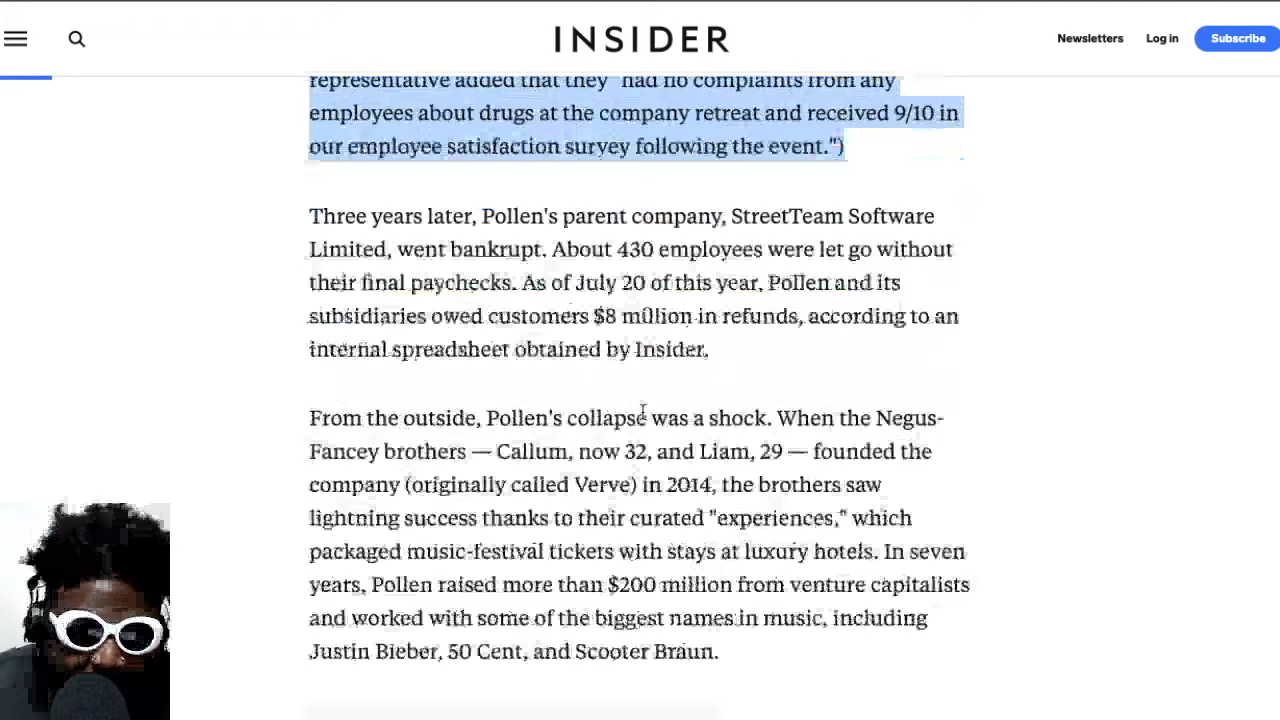 INSIDER
Newsletters
Log in
Subscribe
representative added that they "had no complaints from any
employees about drugs at the company retreat and received 9/10 in
our employee satisfaction survey following the event.")
Three years later, Pollen's parent company, StreetTeam Software
Limited, went bankrupt. About 430 employees were let go without
their final paychecks. As of July 20 of this year, Pollen and its
subsidiaries owed customers $8 million in refunds, according to an
internal spreadsheet obtained by Insider.
From the outside, Pollen's collapse was a shock. When the Negus-
Fancey brothers — Callum, now 32, and Liam, 29 — founded the
company (originally called Verve) in 2014, the brothers saw
lightning success thanks to their curated "experiences," which
packaged music-festival tickets with stays at luxury hotels. In seven
years, Pollen raised more than $200 million from venture capitalists
and worked with some of the biggest names in music, including
Justin Bieber, 50 Cent, and Scooter Braun.